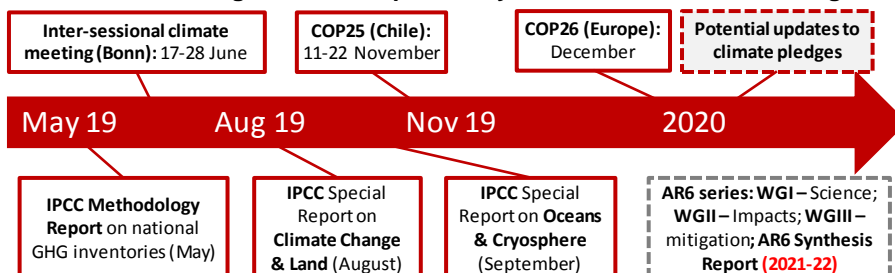 Inter-sessional climate
meeting (Bonn): 17-28 June
COP25 (Chile):
11-22 November
COP26 (Europe):
December
Potential updates to
climate pledges
May 19
Aug 19
Nov 19
2020
IPCC Methodology
Report on national
GHG inventories (May)
IPCC Special
Report on
Climate Change
& Land (August)
IPCC Special
Report on Oceans
& Cryosphere
(September)
AR6 series: WGI – Science;
WGII – Impacts; WGIII –
mitigation; AR6 Synthesis
Report (2021-22)